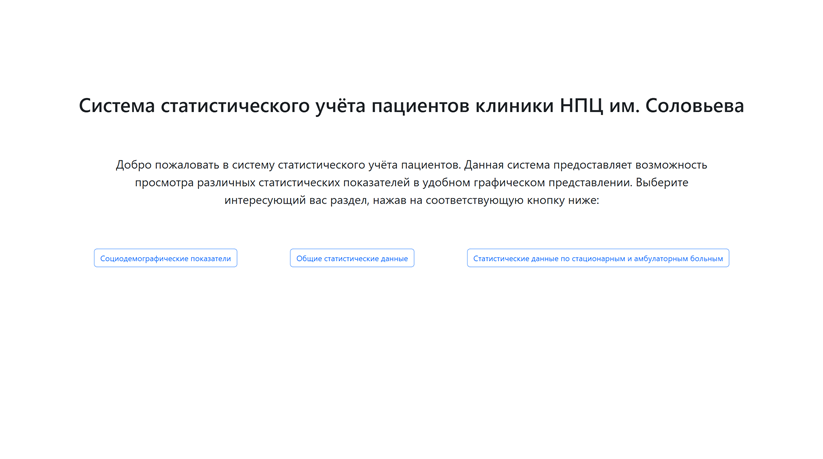 Система статистического учёта пациентов клиники НПЦ им. Соловьева
Добро пожаловать в систему статистического учёта пациентов. Данная система предоставляет возможность
просмотра различных статистических показателей в удобном графическом представлении. Выберите
интересующий вас раздел, нажав на соответствующую кнопку ниже:
Социодемографические показатели
Общие статистические данные
Статистические данные по стационарным и амбулаторным больным